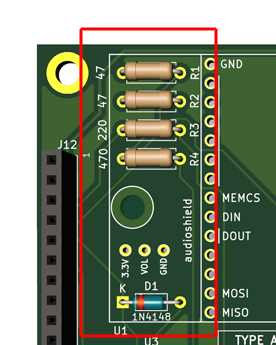 GND
47
R1
47
R2
220
R3
470
R4
J12
1
MEMCS
DIN
DOUT
audioshield
3.3V
VOL
GND
K
D1
1N4148
MOSI
MISO
U1
U3
TYPE A